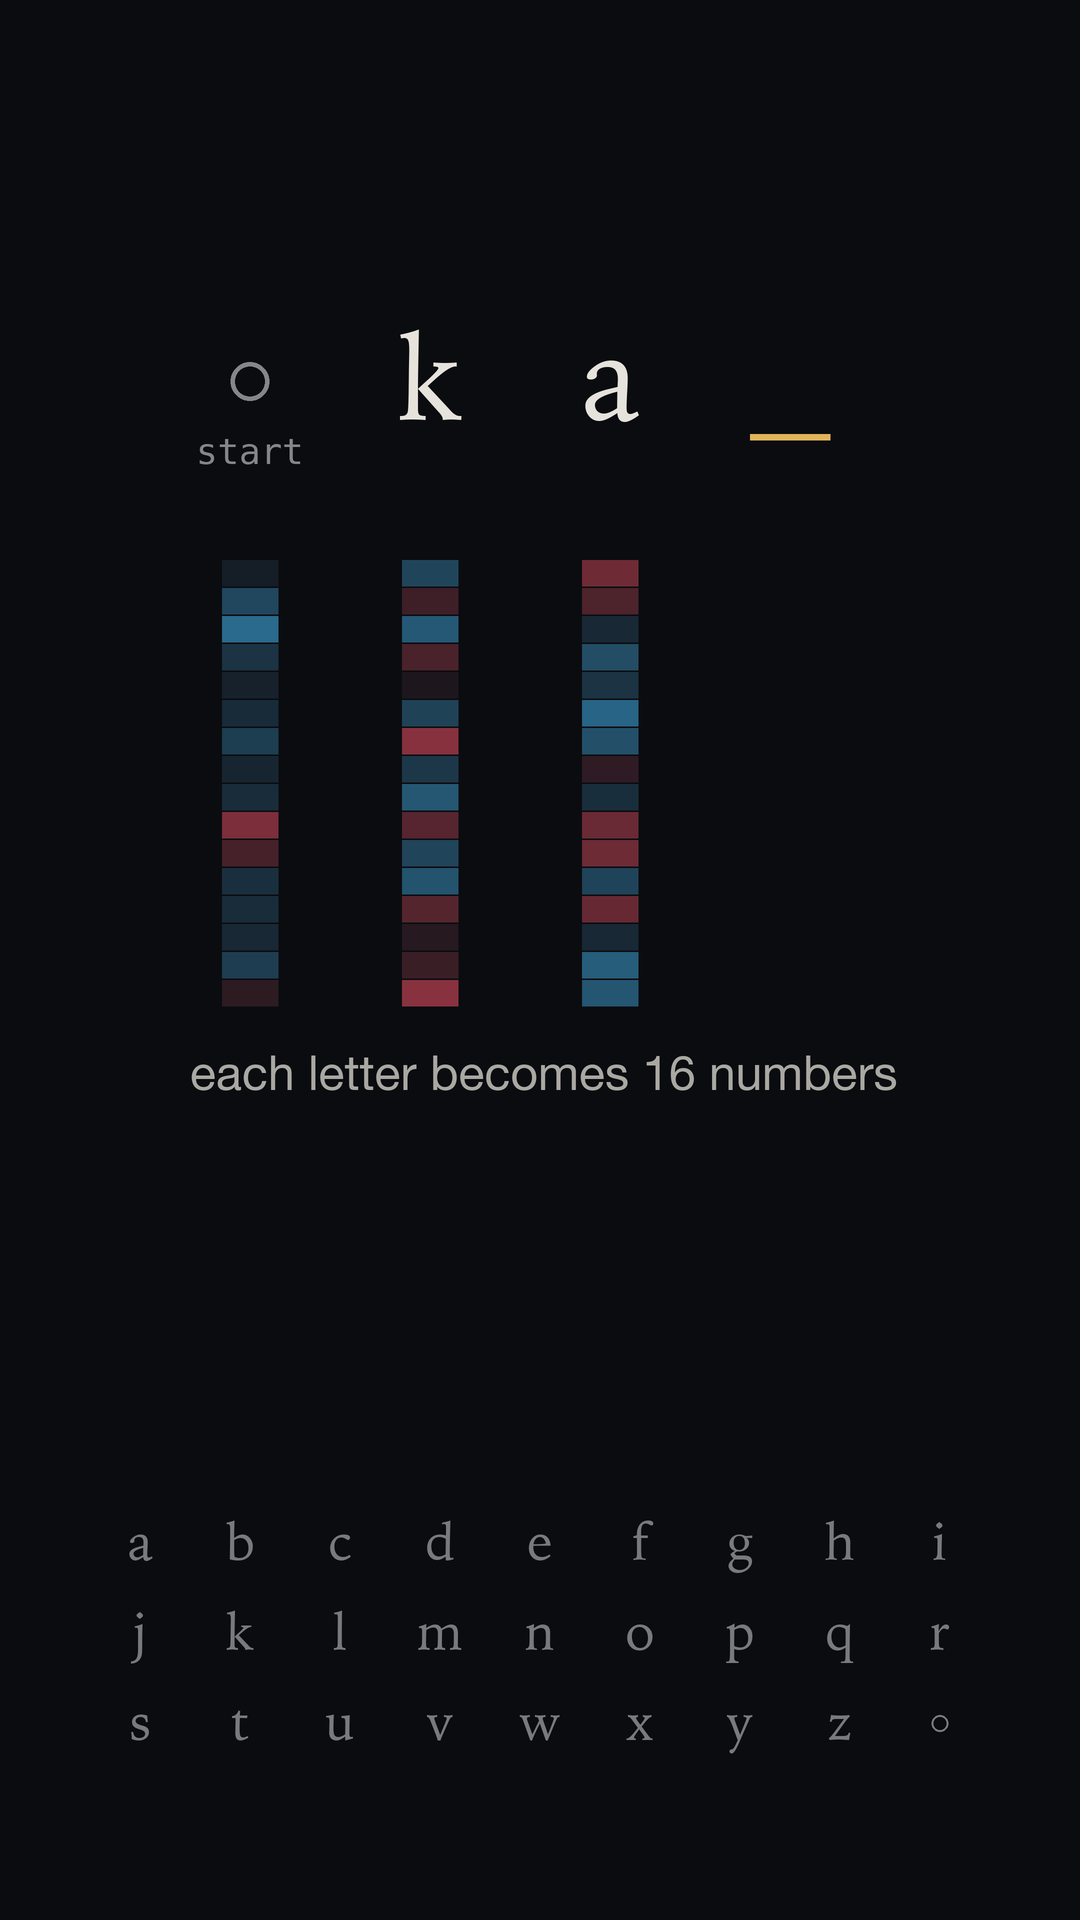 ○ k a _
start
each letter becomes 16 numbers
a b c d e f g h i
j k l m n o p q r
s t u v w x y z ○